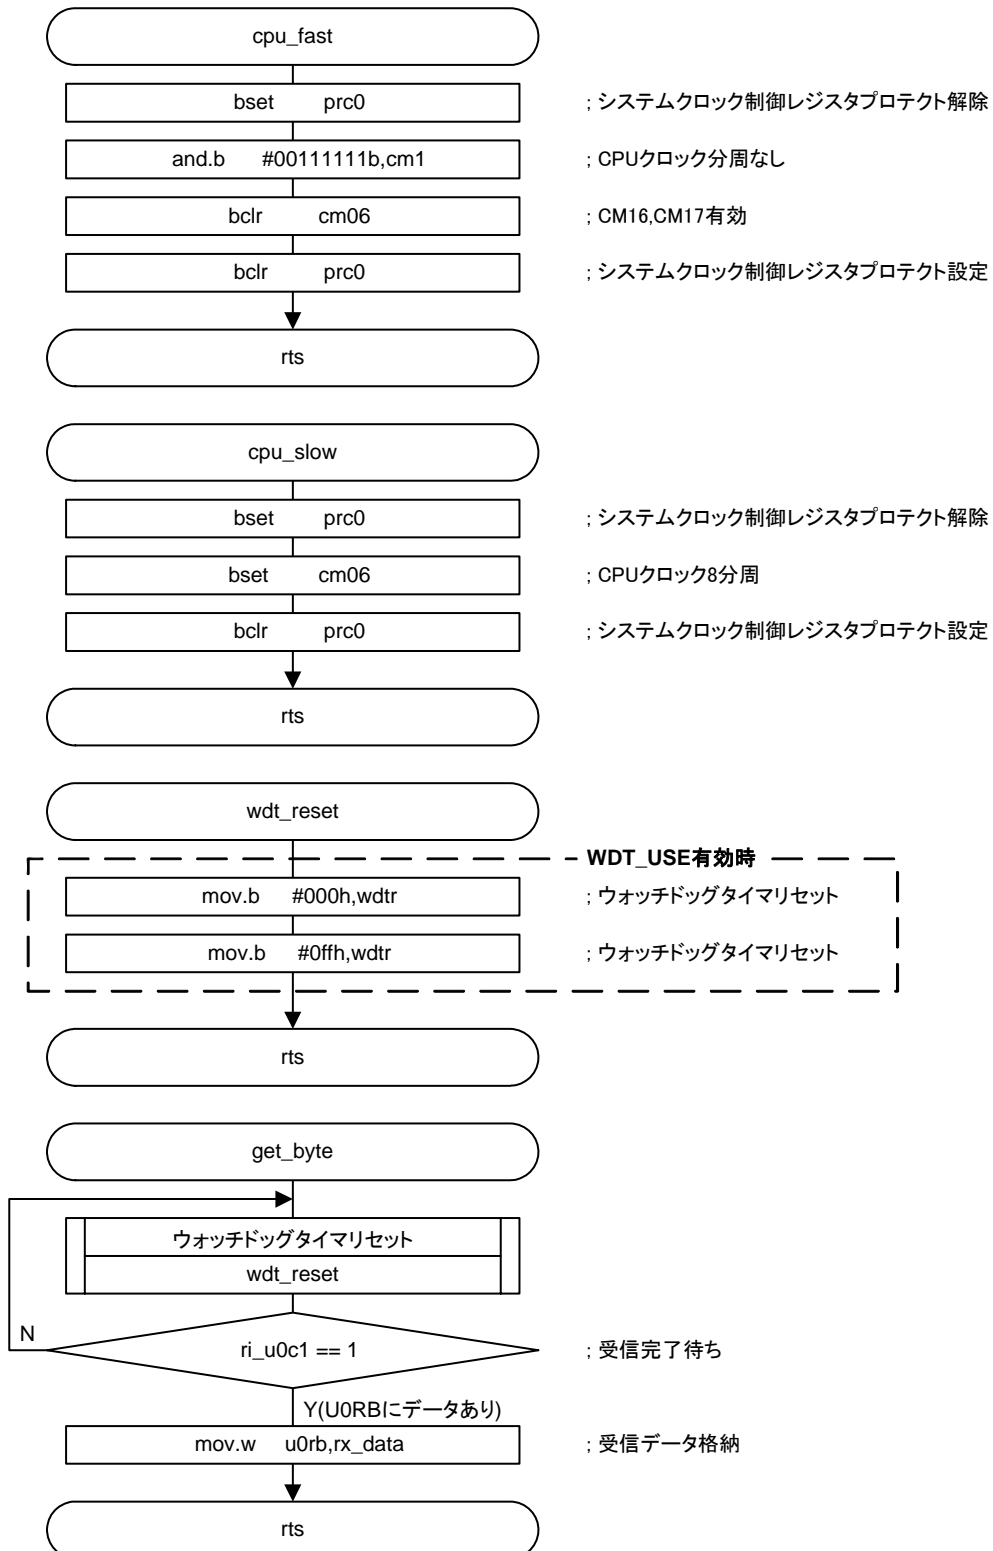 cpu_fast
bset prc0 ; システムクロック制御レジスタプロテクト解除
and.b #00111111b,cm1 ; CPUクロック分周なし
bclr cm06 ; CM16,CM17有効
bclr prc0 ; システムクロック制御レジスタプロテクト設定
rts
cpu_slow
bset prc0 ; システムクロック制御レジスタプロテクト解除
bset cm06 ; CPUクロック8分周
bclr prc0 ; システムクロック制御レジスタプロテクト設定
rts
wdt_reset
WDT_USE有効時
mov.b #000h,wdtr ; ウォッチドッグタイマリセット
mov.b #0ffh,wdtr ; ウォッチドッグタイマリセット
rts
get_byte
ウォッチドッグタイマリセット
wdt_reset
N
ri_u0c1 == 1 ; 受信完了待ち
Y(U0RBにデータあり)
mov.w u0rb,rx_data ; 受信データ格納
rts